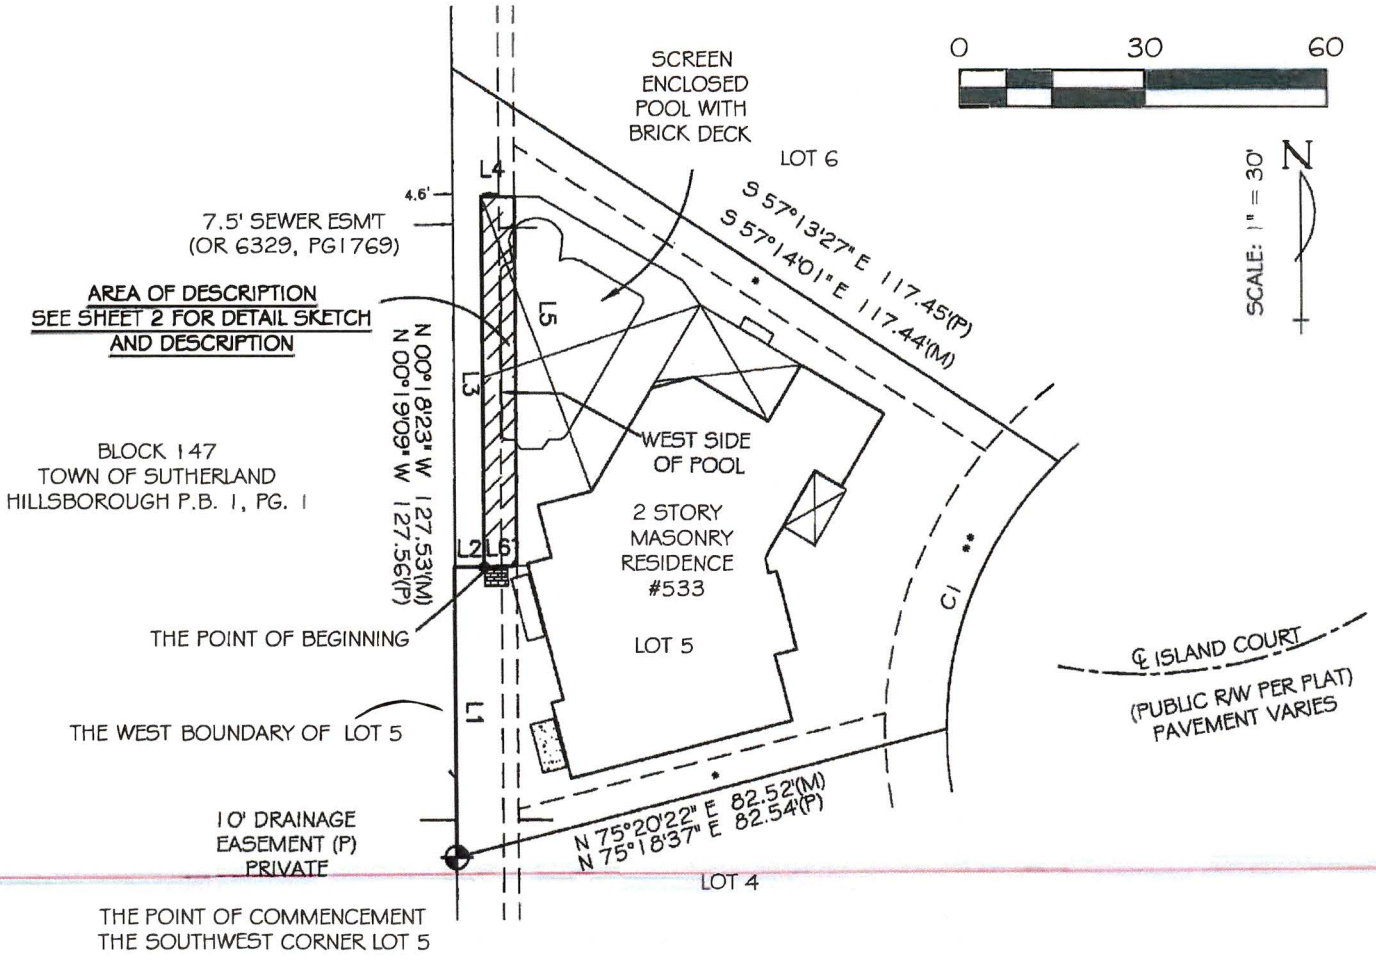 0 30 60
SCALE: 1" = 30'
N
SCREEN
ENCLOSED
POOL WITH
BRICK DECK
LOT 6
L4
4.6'
7.5' SEWER ESM'T
(OR 6329, PG1769)
S 57°13'27" E 117.45'(P)
S 57°14'01" E 117.44'(M)
AREA OF DESCRIPTION
SEE SHEET 2 FOR DETAIL SKETCH
AND DESCRIPTION
L5
L3
N 00°18'23" W 127.53'(M)
N 00°19'09" W 127.56'(P)
WEST SIDE
OF POOL
BLOCK 147
TOWN OF SUTHERLAND
HILLSBOROUGH P.B. 1, PG. 1
2 STORY
MASONRY
RESIDENCE
#533
L2 L6
**
C1
THE POINT OF BEGINNING
LOT 5
℄ ISLAND COURT
(PUBLIC R/W PER PLAT)
PAVEMENT VARIES
L1
THE WEST BOUNDARY OF LOT 5
*
*
N 75°20'22" E 82.52'(M)
N 75°18'37" E 82.54'(P)
10' DRAINAGE
EASEMENT (P)
PRIVATE
LOT 4
THE POINT OF COMMENCEMENT
THE SOUTHWEST CORNER LOT 5